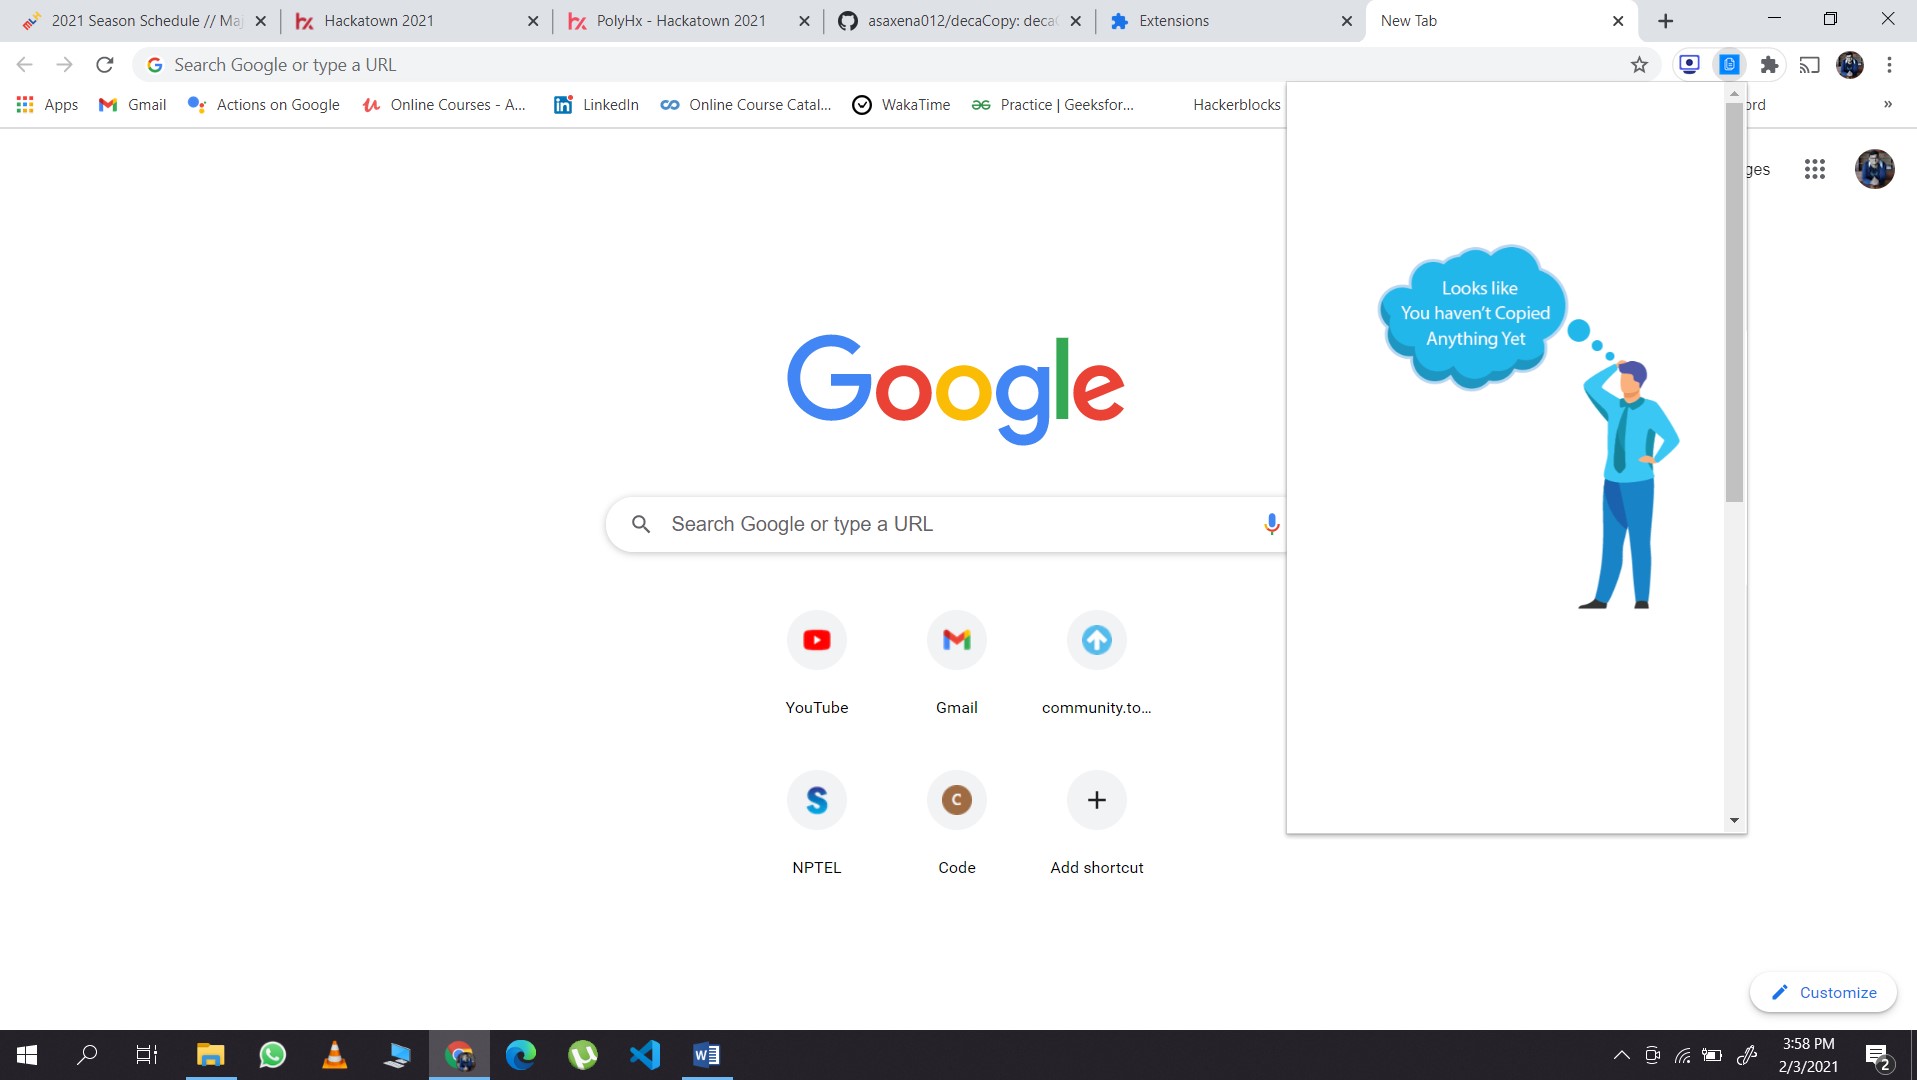 2021 Season Schedule // Maj
Hackatown 2021
PolyHx - Hackatown 2021
asaxena012/decaCopy: deca
Extensions
New Tab
Search Google or type a URL
Apps
Gmail
Actions on Google
Online Courses - A...
LinkedIn
Online Course Catal...
WakaTime
Practice | Geeksfor...
Hackerblocks
ord
»
ges
Looks like
You haven't Copied
Anything Yet
Google
Search Google or type a URL
YouTube
Gmail
community.to...
NPTEL
C
Code
Add shortcut
Customize
3:58 PM
2/3/2021
2